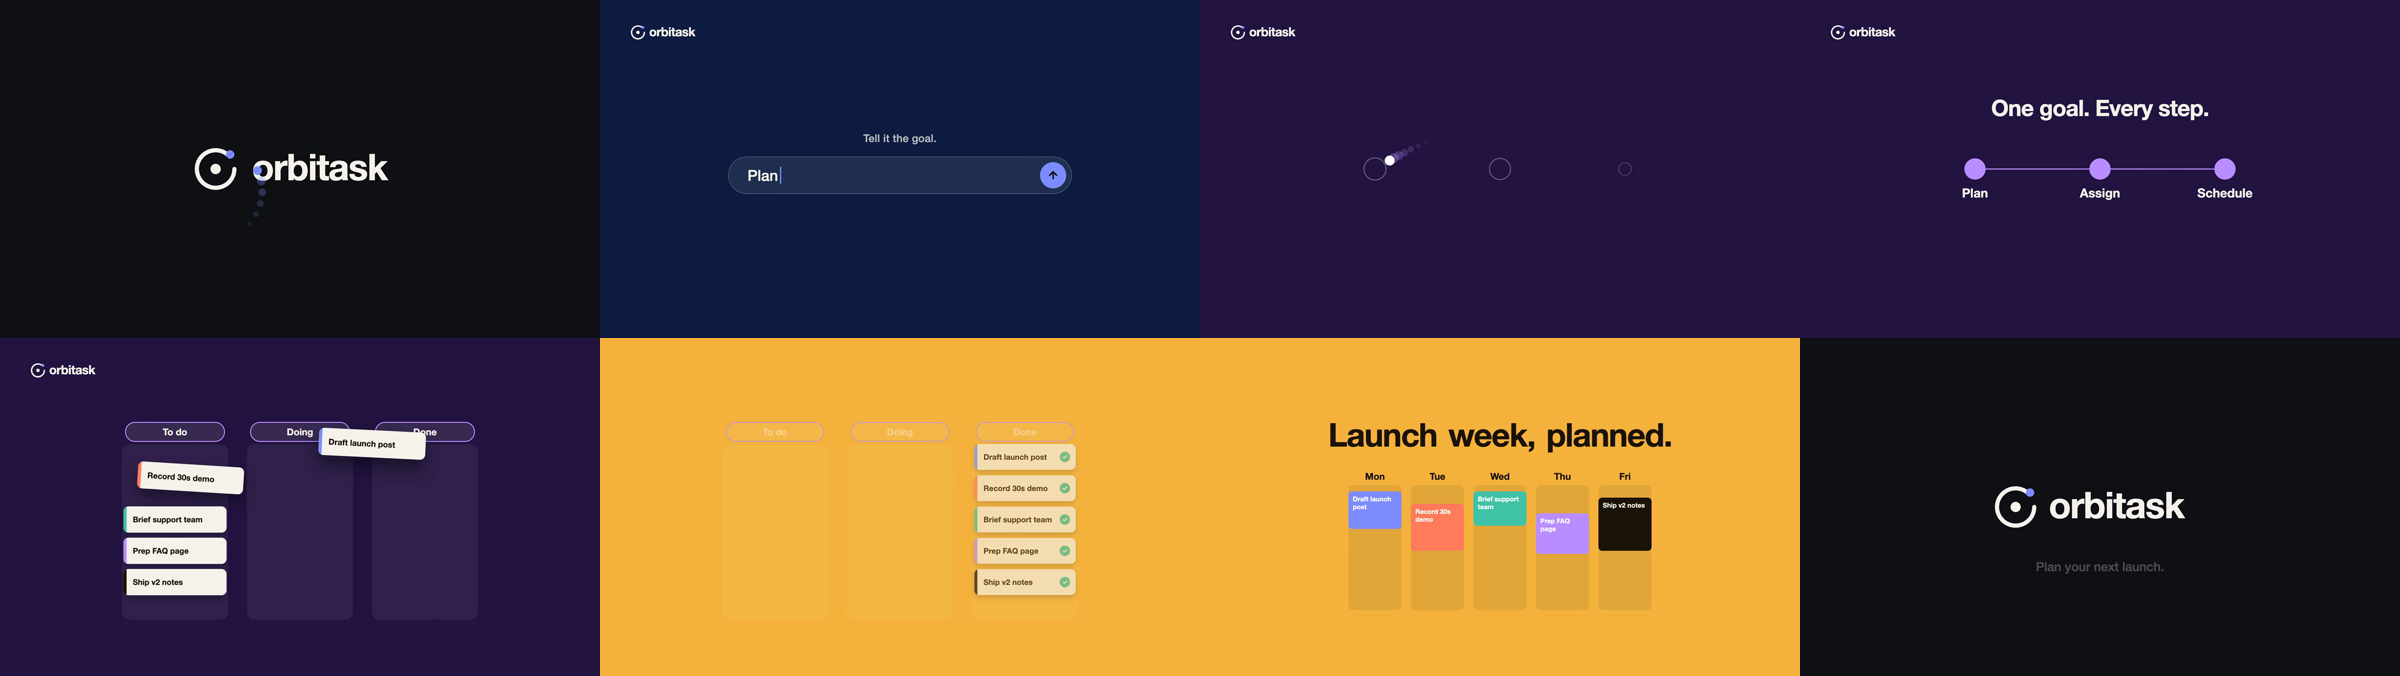 orbitask
orbitask
Tell it the goal.
Plan
orbitask
orbitask
One goal. Every step.
Plan
Assign
Schedule
orbitask
To do
Doing
Done
Draft launch post
Record 30s demo
Brief support team
Prep FAQ page
Ship v2 notes
To do
Doing
Done
Draft launch post
Record 30s demo
Brief support team
Prep FAQ page
Ship v2 notes
Launch week, planned.
Mon
Tue
Wed
Thu
Fri
Draft launch
post
Record 30s
demo
Brief support
team
Prep FAQ
page
Ship v2 notes
orbitask
Plan your next launch.